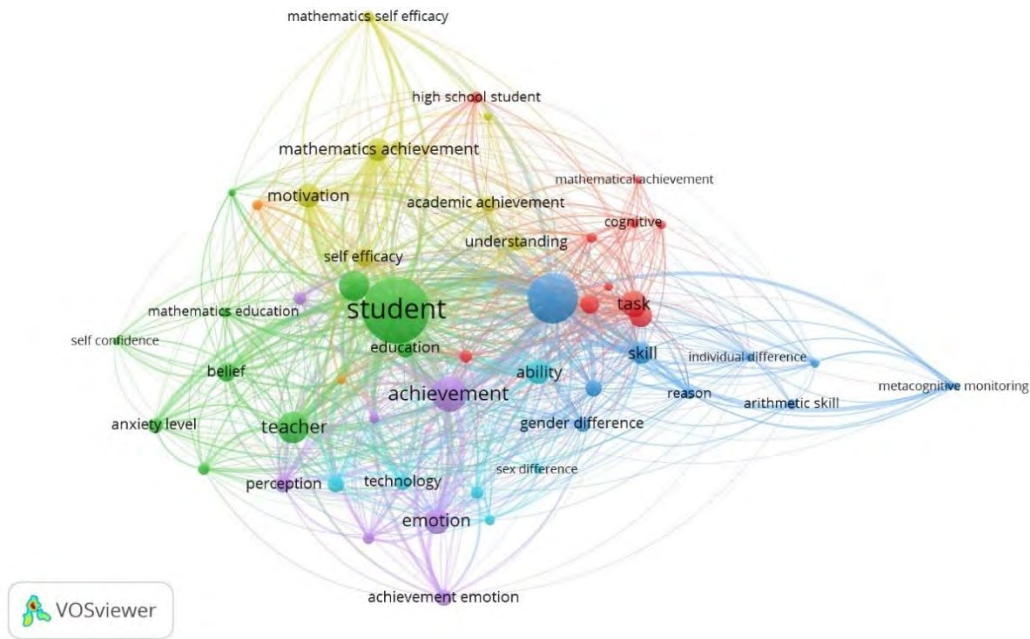 mathematics self efficacy
high school student
mathematics achievement
mathematical achievement
motivation
academic achievement
cognitive
understanding
self efficacy
student
task
mathematics education
self confidence
education
skill
individual difference
belief
ability
metacognitive monitoring
achievement
reason
arithmetic skill
anxiety level
teacher
gender difference
sex difference
perception
technology
emotion
achievement emotion
VOSviewer